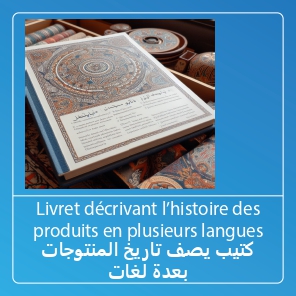 Livret décrivant l’histoire des
produits en plusieurs langues
كتيب يصف تاريخ المنتوجات
بعدة لغات